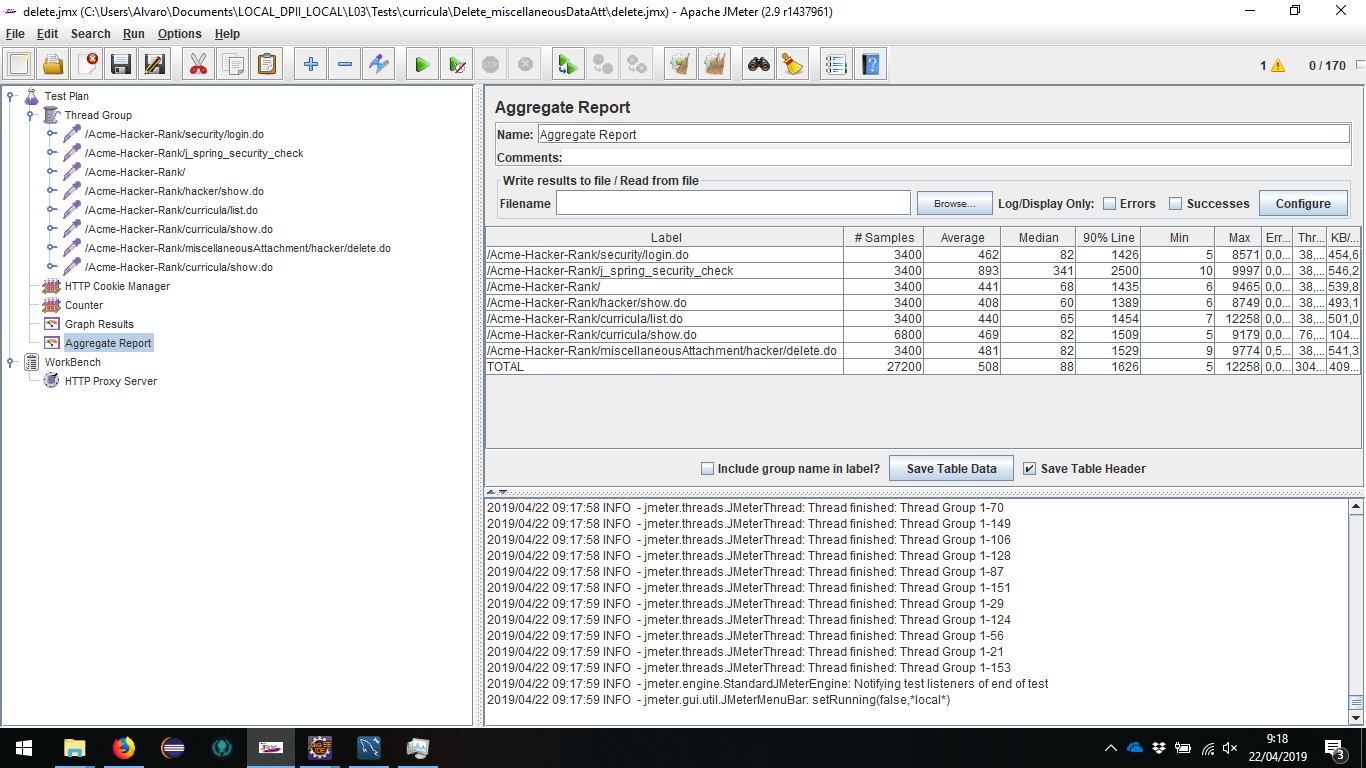 delete.jmx (C:\Users\Alvaro\Documents\LOCAL_DPII_LOCAL\L03\Tests\curricula\Delete_miscellaneousDataAtt\delete.jmx) - Apache JMeter (2.9 r1437961)
File Edit Search Run Options Help
1 0 / 170
Test Plan
Thread Group
/Acme-Hacker-Rank/security/login.do
/Acme-Hacker-Rank/j_spring_security_check
/Acme-Hacker-Rank/
/Acme-Hacker-Rank/hacker/show.do
/Acme-Hacker-Rank/curricula/list.do
/Acme-Hacker-Rank/curricula/show.do
/Acme-Hacker-Rank/miscellaneousAttachment/hacker/delete.do
/Acme-Hacker-Rank/curricula/show.do
HTTP Cookie Manager
Counter
Graph Results
Aggregate Report
WorkBench
HTTP Proxy Server
Aggregate Report
Name: Aggregate Report
Comments:
Write results to file / Read from file
Filename Browse... Log/Display Only: Errors Successes Configure
Label # Samples Average Median 90% Line Min Max Err... Thr... KB/...
/Acme-Hacker-Rank/security/login.do 3400 462 82 1426 5 8571 0,0... 38,... 454,6
/Acme-Hacker-Rank/j_spring_security_check 3400 893 341 2500 10 9997 0,0... 38,... 546,2
/Acme-Hacker-Rank/ 3400 441 68 1435 6 9465 0,0... 38,... 539,8
/Acme-Hacker-Rank/hacker/show.do 3400 408 60 1389 6 8749 0,0... 38,... 493,1
/Acme-Hacker-Rank/curricula/list.do 3400 440 65 1454 7 12258 0,0... 38,... 501,0
/Acme-Hacker-Rank/curricula/show.do 6800 469 82 1509 5 9179 0,0... 76,... 104...
/Acme-Hacker-Rank/miscellaneousAttachment/hacker/delete.do 3400 481 82 1529 9 9774 0,5... 38,... 541,3
TOTAL 27200 508 88 1626 5 12258 0,0... 304... 409...
Include group name in label? Save Table Data Save Table Header
2019/04/22 09:17:58 INFO - jmeter.threads.JMeterThread: Thread finished: Thread Group 1-70
2019/04/22 09:17:58 INFO - jmeter.threads.JMeterThread: Thread finished: Thread Group 1-149
2019/04/22 09:17:58 INFO - jmeter.threads.JMeterThread: Thread finished: Thread Group 1-106
2019/04/22 09:17:58 INFO - jmeter.threads.JMeterThread: Thread finished: Thread Group 1-128
2019/04/22 09:17:58 INFO - jmeter.threads.JMeterThread: Thread finished: Thread Group 1-87
2019/04/22 09:17:58 INFO - jmeter.threads.JMeterThread: Thread finished: Thread Group 1-151
2019/04/22 09:17:59 INFO - jmeter.threads.JMeterThread: Thread finished: Thread Group 1-29
2019/04/22 09:17:59 INFO - jmeter.threads.JMeterThread: Thread finished: Thread Group 1-124
2019/04/22 09:17:59 INFO - jmeter.threads.JMeterThread: Thread finished: Thread Group 1-56
2019/04/22 09:17:59 INFO - jmeter.threads.JMeterThread: Thread finished: Thread Group 1-21
2019/04/22 09:17:59 INFO - jmeter.threads.JMeterThread: Thread finished: Thread Group 1-153
2019/04/22 09:17:59 INFO - jmeter.engine.StandardJMeterEngine: Notifying test listeners of end of test
2019/04/22 09:17:59 INFO - jmeter.gui.util.JMeterMenuBar: setRunning(false,*local*)
9:18
22/04/2019
3